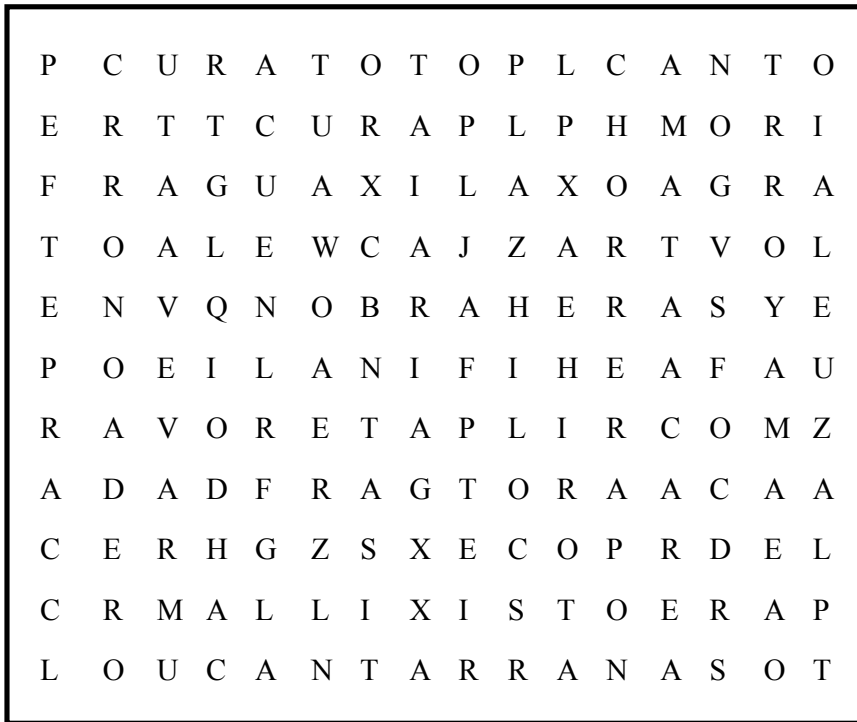 P C U R A T O T O P L C A N T O
E R T T C U R A P L P H M O R I
F R A G U A X I L A X O A G R A
T O A L E W C A J Z A R T V O L
E N V Q N O B R A H E R A S Y E
P O E I L A N I F I H E A F A U
R A V O R E T A P L I R C O M Z
A D A D F R A G T O R A A C A A
C E R H G Z S X E C O P R D E L
C R M A L L I X I S T O E R A P
L O U C A N T A R R A N A S O T